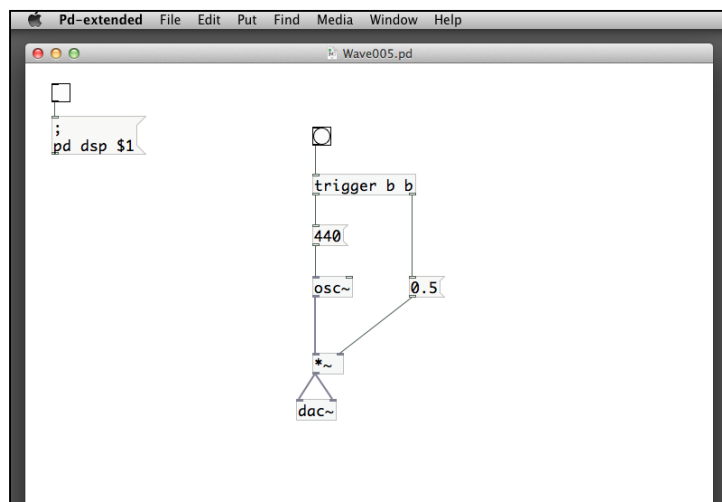 Pd-extended File Edit Put Find Media Window Help
Wave005.pd
;
pd dsp $1
trigger b b
440
osc~
0.5
*~
dac~